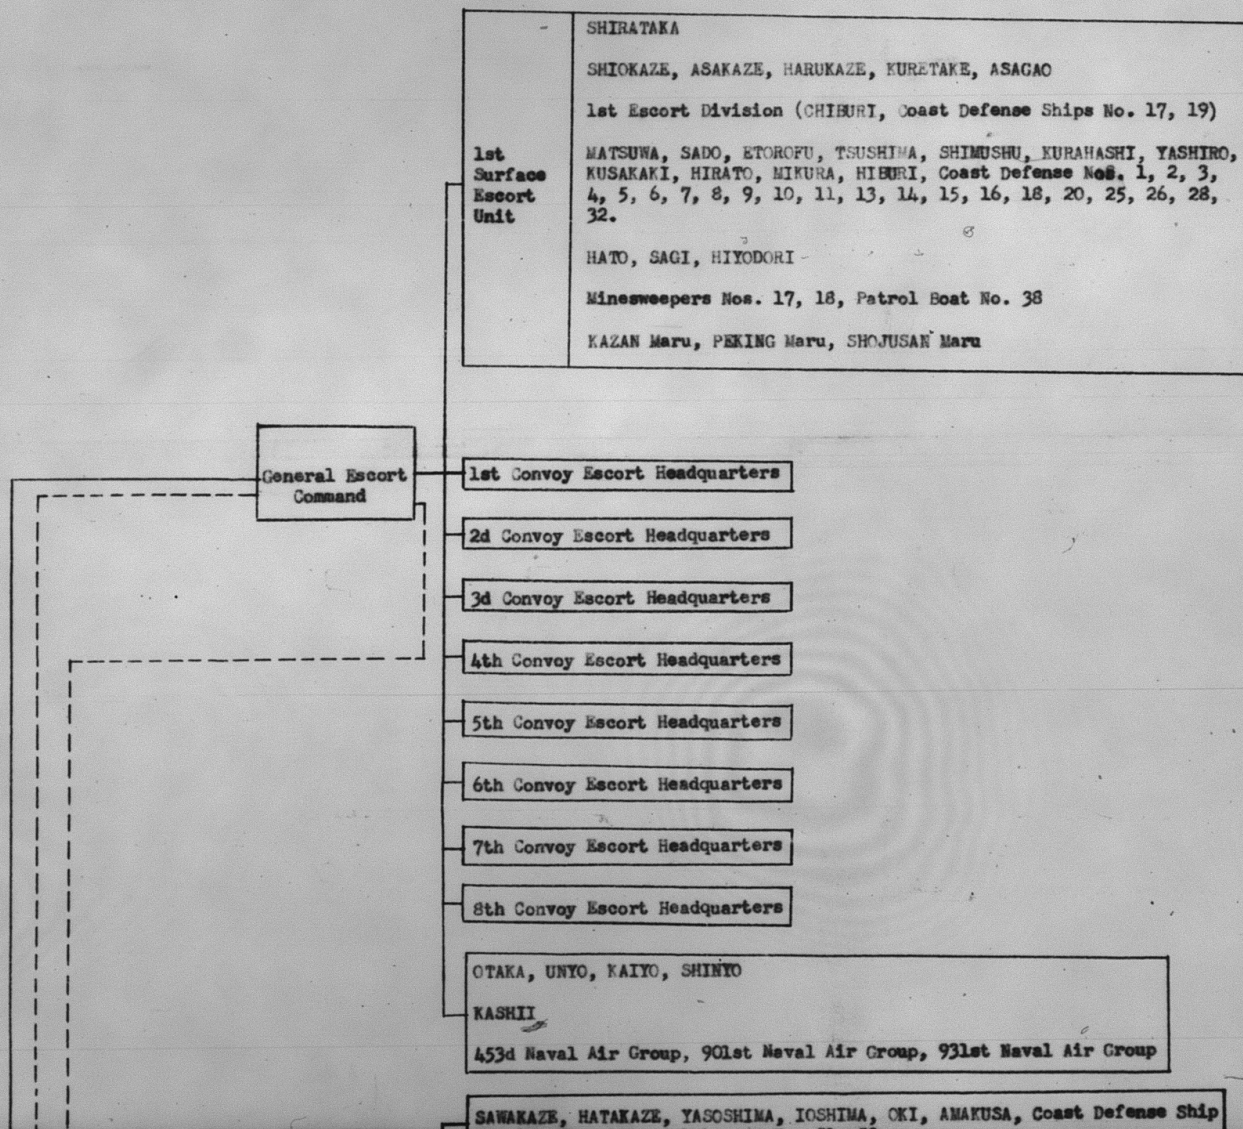 SHIRATAKA
SHIOKAZE, ASAKAZE, HARUKAZE, KURETAKE, ASAGAO
1st Escort Division (CHIBURI, Coast Defense Ships No. 17, 19)
1st
Surface
Escort
Unit
MATSUWA, SADO, ETOROFU, TSUSHIMA, SHIMUSHU, KURAHASHI, YASHIRO,
KUSAKAKI, HIRATO, MIKURA, HIBURI, Coast Defense Nos. 1, 2, 3,
4, 5, 6, 7, 8, 9, 10, 11, 13, 14, 15, 16, 18, 20, 25, 26, 28,
32.
HATO, SAGI, HIYODORI
Minesweepers Nos. 17, 18, Patrol Boat No. 38
KAZAN Maru, PEKING Maru, SHOJUSAN Maru
General Escort
Command
1st Convoy Escort Headquarters
2d Convoy Escort Headquarters
3d Convoy Escort Headquarters
4th Convoy Escort Headquarters
5th Convoy Escort Headquarters
6th Convoy Escort Headquarters
7th Convoy Escort Headquarters
8th Convoy Escort Headquarters
OTAKA, UNYO, KAIYO, SHINYO
KASHII
453d Naval Air Group, 901st Naval Air Group, 931st Naval Air Group
SAWAKAZE, HATAKAZE, YASOSHIMA, IOSHIMA, OKI, AMAKUSA, Coast Defense Ship